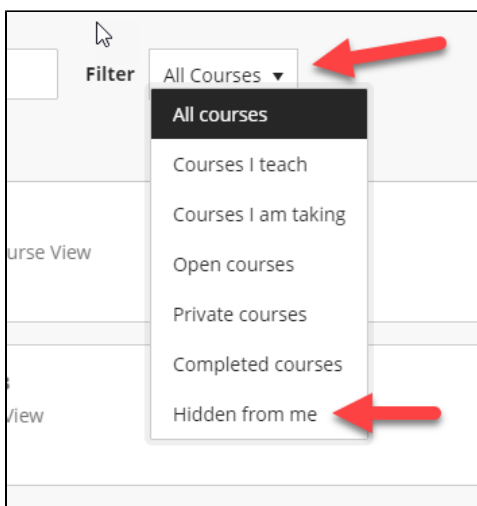 Filter All Courses
All courses
Courses I teach
Courses I am taking
urse View
Open courses
Private courses
Completed courses
View
Hidden from me